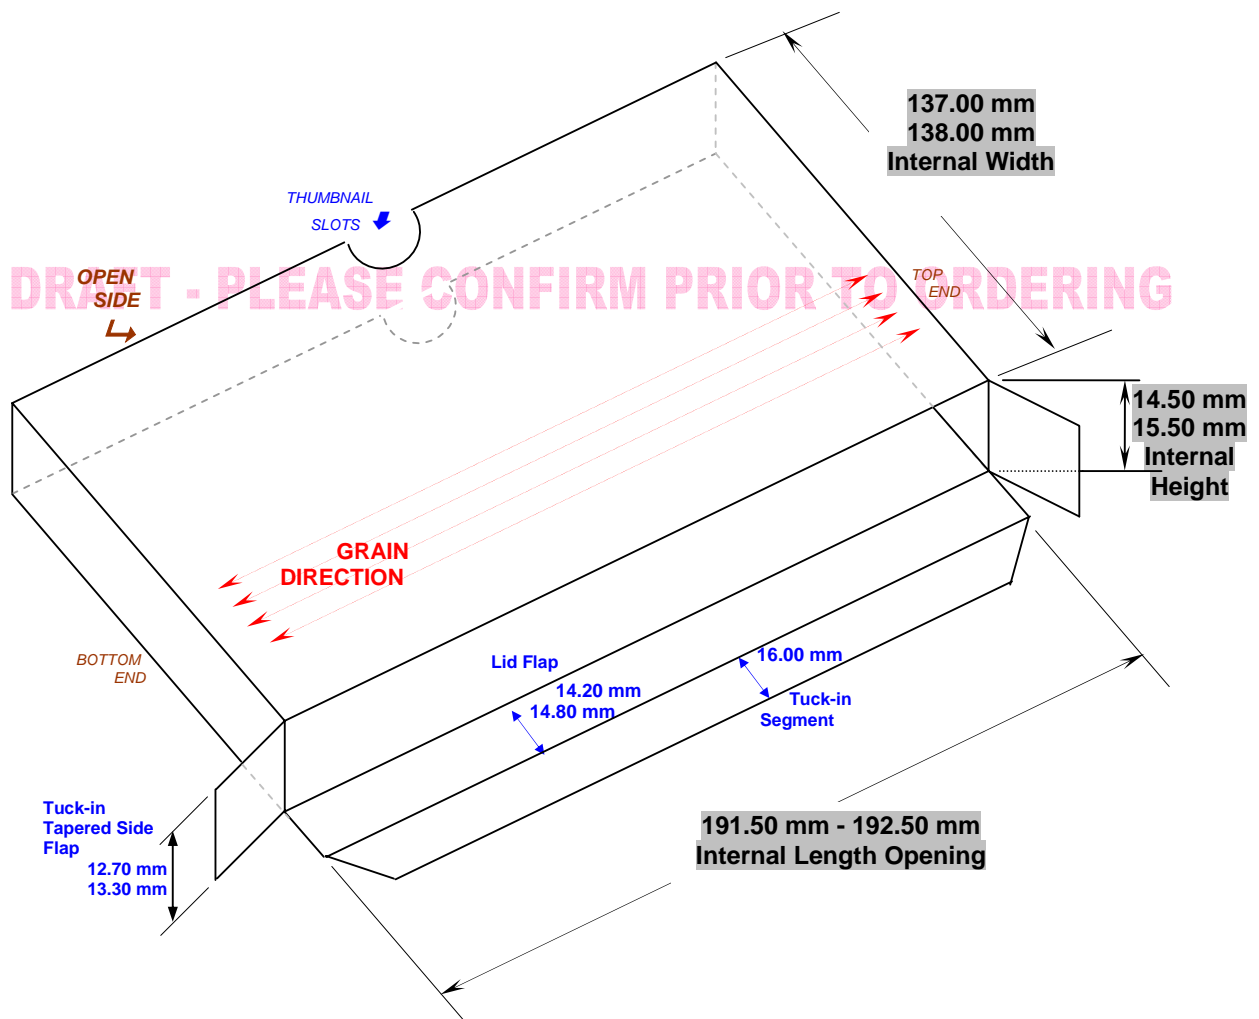 137.00 mm
138.00 mm
Internal Width
THUMBNAIL
SLOTS
DRAFT - PLEASE CONFIRM PRIOR TO ORDERING
OPEN
SIDE
TOP
END
14.50 mm
15.50 mm
Internal
Height
GRAIN
DIRECTION
BOTTOM
END
Lid Flap
14.20 mm
14.80 mm
16.00 mm
Tuck-in
Segment
Tuck-in
Tapered Side
Flap
12.70 mm
13.30 mm
191.50 mm - 192.50 mm
Internal Length Opening